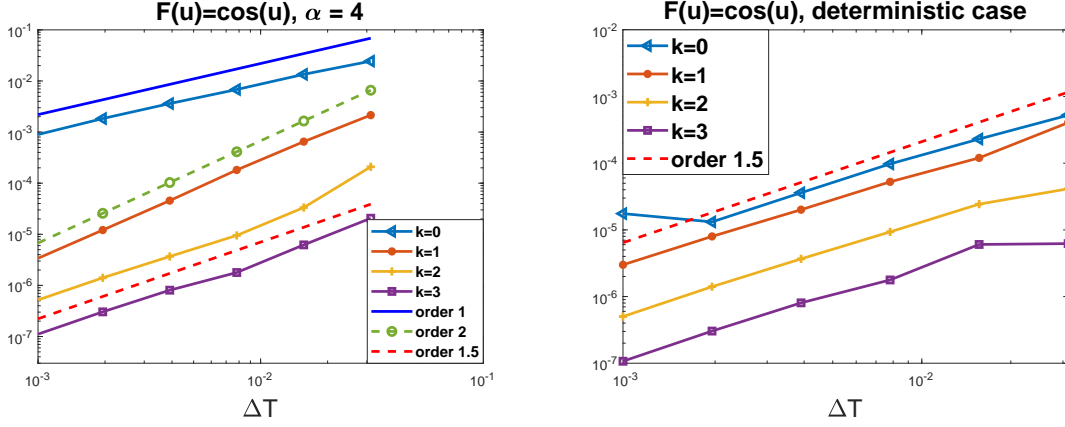 F(u)=cos(u), α = 4
10^-1
10^-2
10^-3
10^-4
10^-5
10^-6
10^-7
k=0
k=1
k=2
k=3
order 1
order 2
order 1.5
10^-3
10^-2
10^-1
ΔT
F(u)=cos(u), deterministic case
10^-2
10^-3
10^-4
10^-5
10^-6
10^-7
k=0
k=1
k=2
k=3
order 1.5
10^-3
10^-2
ΔT